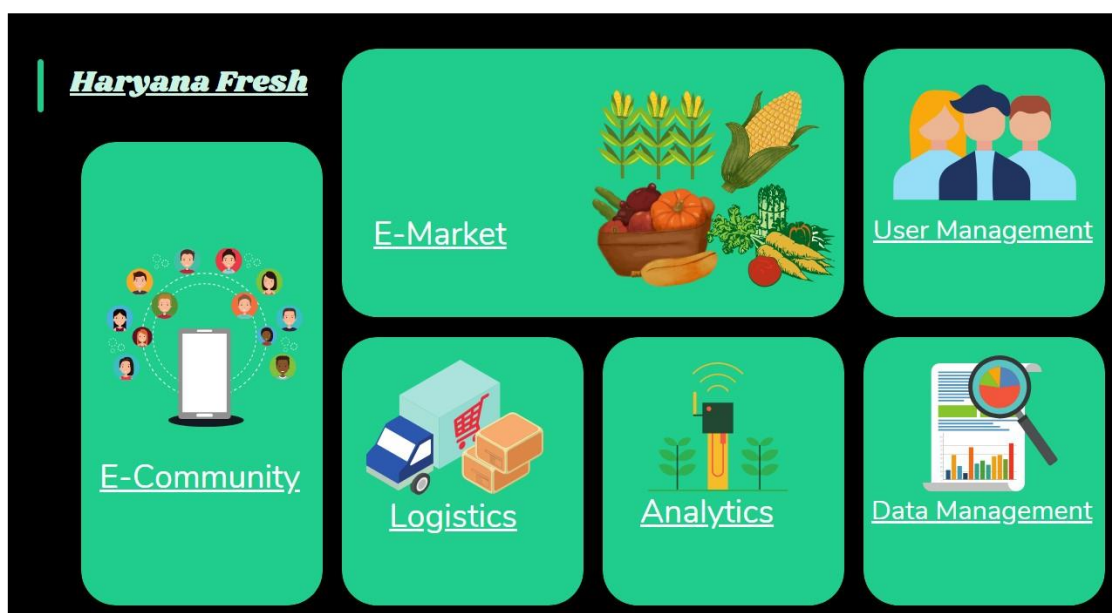 Haryana Fresh
E-Market
User Management
E-Community
Logistics
Analytics
Data Management